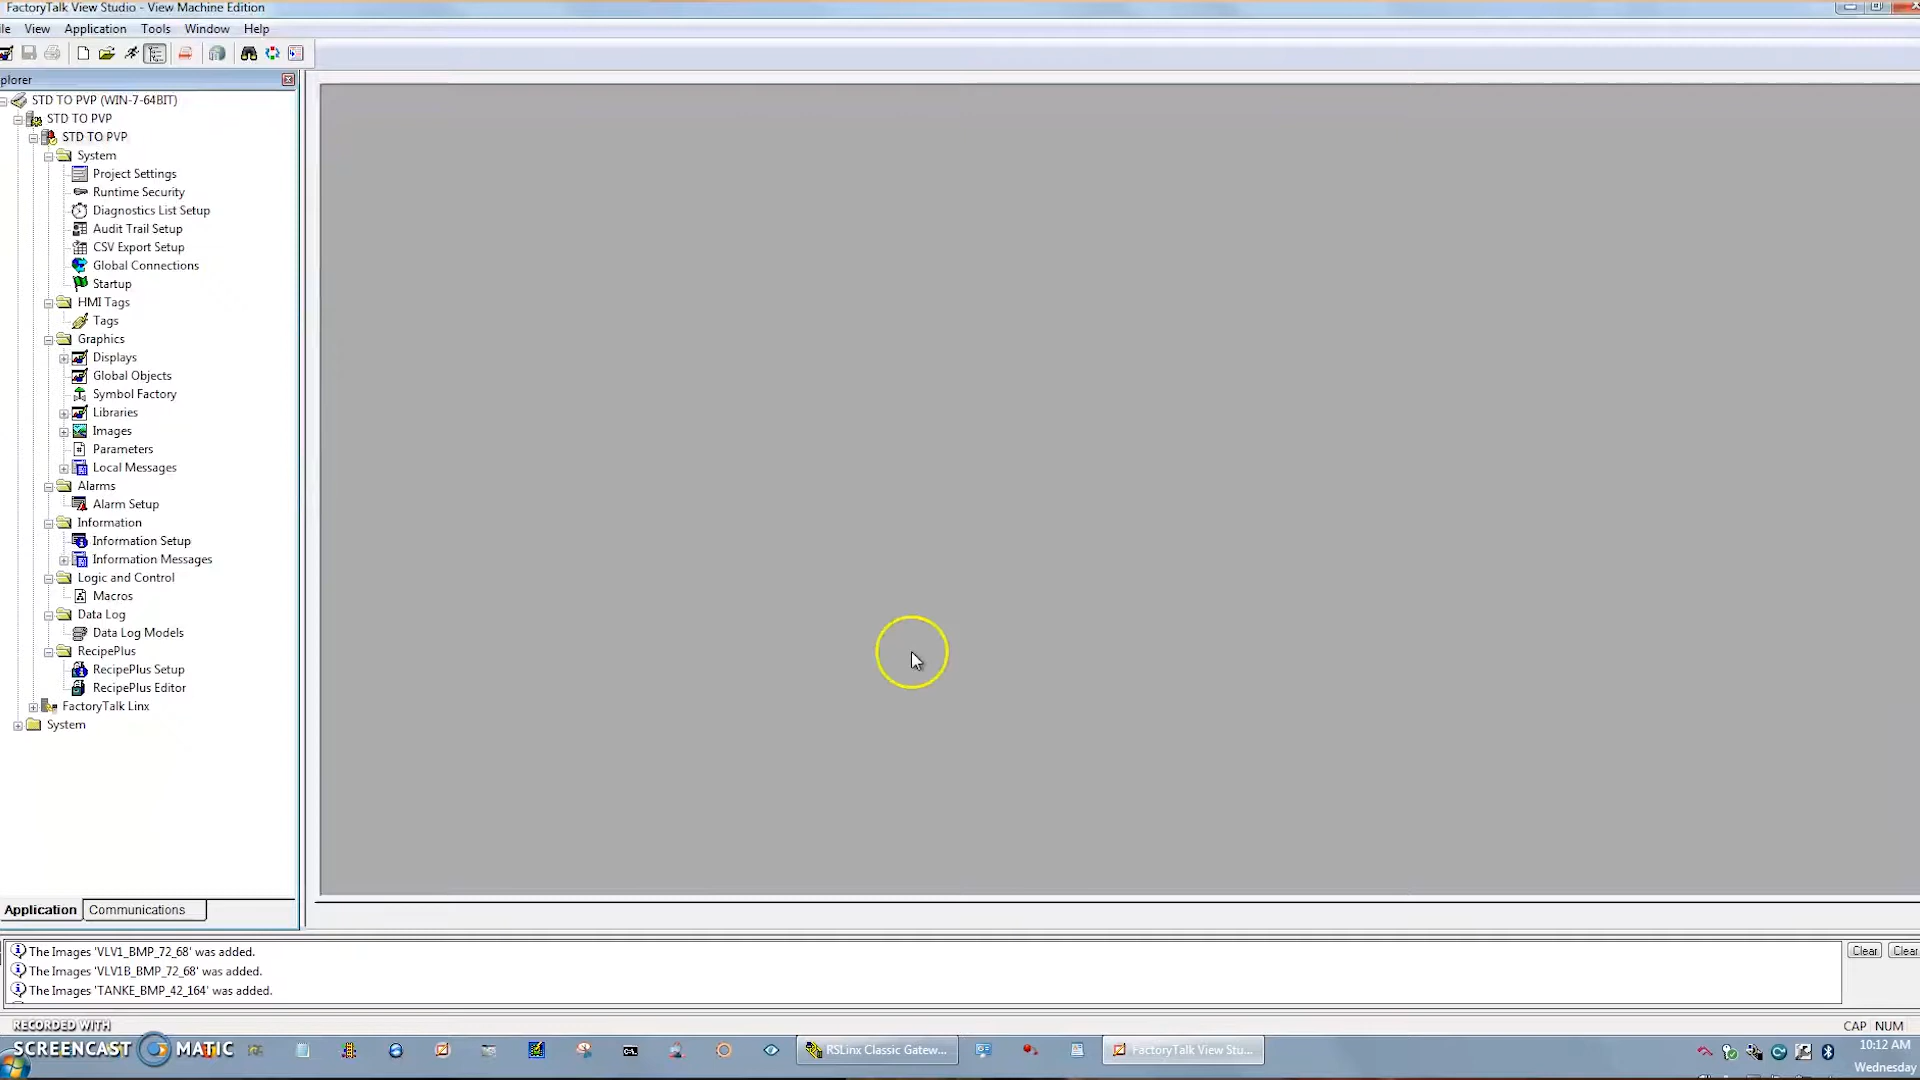 FactoryTalk View Studio - View Machine Edition
ile View Application Tools Window Help
plorer
STD TO PVP (WIN-7-64BIT)
STD TO PVP
STD TO PVP
System
Project Settings
Runtime Security
Diagnostics List Setup
Audit Trail Setup
CSV Export Setup
Global Connections
Startup
HMI Tags
Tags
Graphics
Displays
Global Objects
Symbol Factory
Libraries
Images
Parameters
Local Messages
Alarms
Alarm Setup
Information
Information Setup
Information Messages
Logic and Control
Macros
Data Log
Data Log Models
RecipePlus
RecipePlus Setup
RecipePlus Editor
FactoryTalk Linx
System
Application Communications
The Images 'VLV1_BMP_72_68' was added. Clear Clear
The Images 'VLV1B_BMP_72_68' was added.
The Images 'TANKE_BMP_42_164' was added.
CAP NUM
RECORDED WITH
SCREENCAST MATIC
RSLinx Classic Gatew... FactoryTalk View Stu...
10:12 AM
Wednesday